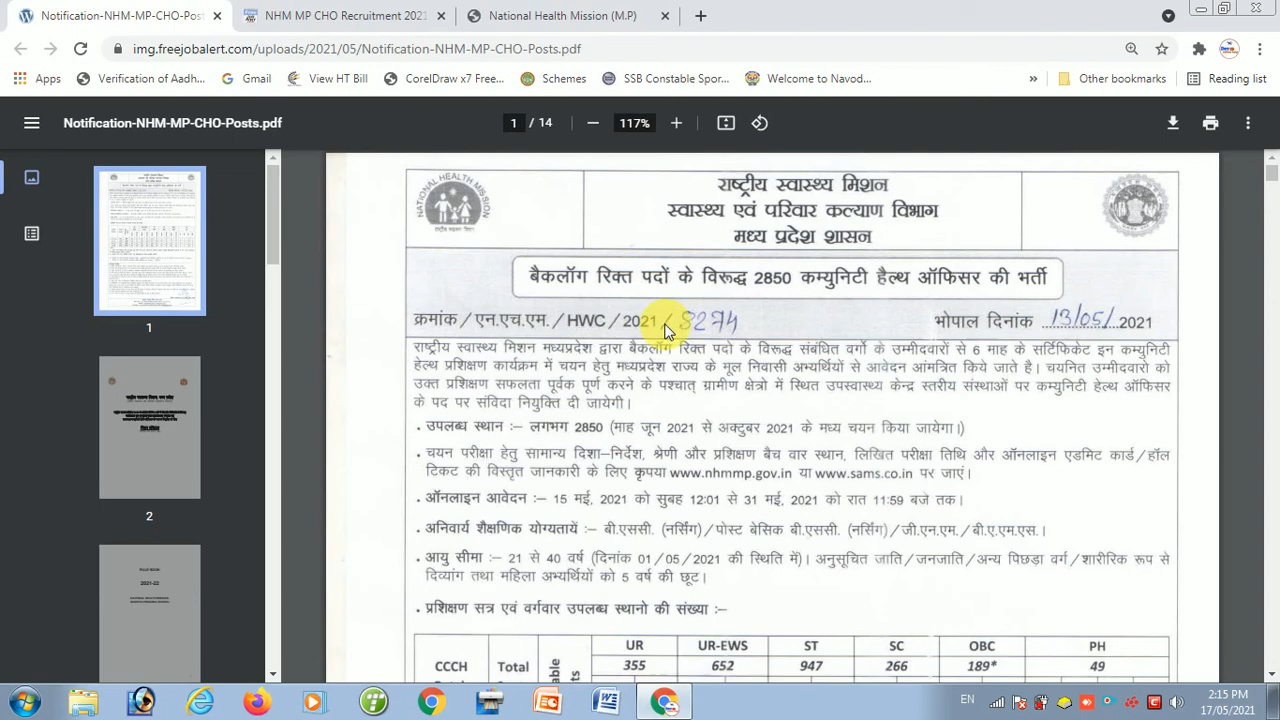 Notification-NHM-MP-CHO-Post
NHM MP CHO Recruitment 2021
National Health Mission (M.P)
img.freejobalert.com/uploads/2021/05/Notification-NHM-MP-CHO-Posts.pdf
Apps
Verification of Aadh...
Gmail
View HT Bill
CorelDraw x7 Free...
Schemes
SSB Constable Spor...
Welcome to Navod...
»
Other bookmarks
Reading list
Notification-NHM-MP-CHO-Posts.pdf
1 / 14
117%
1
2
राष्ट्रीय स्वास्थ्य मिशन
स्वास्थ्य एवं परिवार कल्याण विभाग
मध्य प्रदेश शासन
बैकलॉग रिक्त पदों के विरूद्ध 2850 कम्युनिटी हैल्थ ऑफिसर की भर्ती
क्रमांक/एन.एच.एम./HWC/2021/8274
भोपाल दिनांक 13/05/2021
राष्ट्रीय स्वास्थ्य मिशन मध्यप्रदेश द्वारा बैकलॉग रिक्त पदो के विरूद्ध संबंधित वर्गो के उम्मीदवारों से 6 माह के सर्टिफिकेट इन कम्युनिटी
हेल्थ प्रशिक्षण कार्यक्रम में चयन हेतु मध्यप्रदेश राज्य के मूल निवासी अभ्यर्थियों से आवेदन आंमत्रित किये जाते है। चयनित उम्मीदवारों को
उक्त प्रशिक्षण सफलता पूर्वक पूर्ण करने के पश्चात् ग्रामीण क्षेत्रो में स्थित उपस्वास्थ्य केन्द्र स्तरीय संस्थाओं पर कम्युनिटी हेल्थ ऑफिसर
के पद पर संविदा नियुक्ति दी जायेगी।
• उपलब्ध स्थान :– लगभग 2850 (माह जून 2021 से अक्टुबर 2021 के मध्य चयन किया जायेगा।)
• चयन परीक्षा हेतु सामान्य दिशा–निर्देश, श्रेणी और प्रशिक्षण बैच वार स्थान, लिखित परीक्षा तिथि और ऑनलाइन एडमिट कार्ड/हॉल
टिकट की विस्तृत जानकारी के लिए कृपया www.nhmmp.gov.in या www.sams.co.in पर जाएं।
• ऑनलाइन आवेदन :– 15 मई, 2021 को सुबह 12:01 से 31 मई, 2021 को रात 11:59 बजे तक।
• अनिवार्य शैक्षणिक योग्यतायें :– बी.एससी. (नर्सिंग)/पोस्ट बेसिक बी.एससी. (नर्सिंग)/जी.एन.एम./बी.ए.एम.एस.।
• आयु सीमा :– 21 से 40 वर्ष (दिनांक 01/05/2021 की स्थिति में)। अनुसूचित जाति/जनजाति/अन्य पिछड़ा वर्ग/शारीरिक रूप से
दिव्यांग तथा महिला अभ्यर्थियों को 5 वर्ष की छूट।
• प्रशिक्षण सत्र एवं वर्गवार उपलब्ध स्थानो की संख्या :–
CCCH Total UR UR-EWS ST SC OBC PH
355 652 947 266 189* 49
EN
2:15 PM
17/05/2021